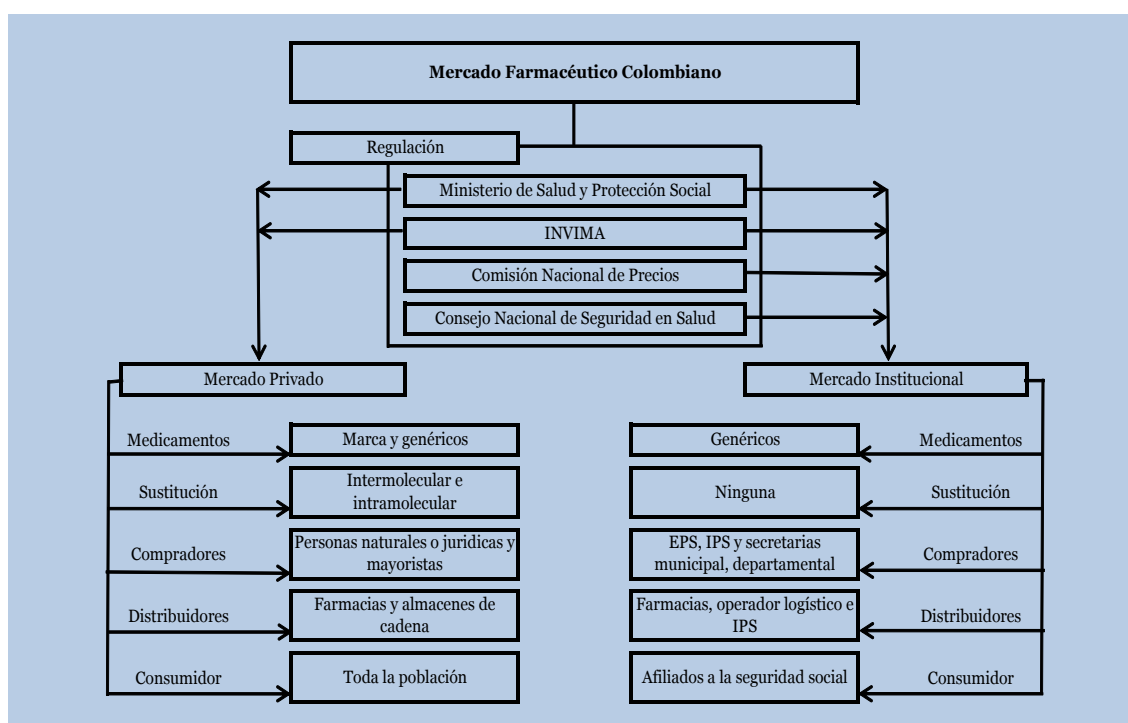 Mercado Farmacéutico Colombiano
Regulación
Ministerio de Salud y Protección Social
INVIMA
Comisión Nacional de Precios
Consejo Nacional de Seguridad en Salud
Mercado Privado
Mercado Institucional
Medicamentos
Marca y genéricos
Genéricos
Medicamentos
Sustitución
Intermolecular e
intramolecular
Ninguna
Sustitución
Compradores
Personas naturales o juridicas y
mayoristas
EPS, IPS y secretarias
municipal, departamental
Compradores
Distribuidores
Farmacias y almacenes de
cadena
Farmacias, operador logístico e
IPS
Distribuidores
Consumidor
Toda la población
Afiliados a la seguridad social
Consumidor